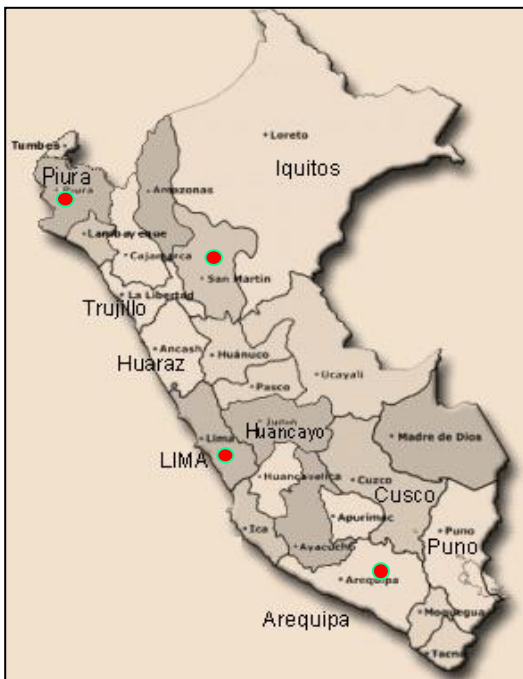 Loreto
Tumbes
Iquitos
Piura
Piura
Amazonas
Lambayeque
Cajamarca
San Martin
La Libertad
Trujillo
Ancash
Huánuco
Huaraz
Ucayali
Pasco
Junin
Huancayo
Lima
Madre de Dios
LIMA
Huancavelica
Cuzco
Cusco
Apurimac
Ica
Puno
Ayacucho
Puno
Arequipa
Moquegua
Arequipa
Tacna